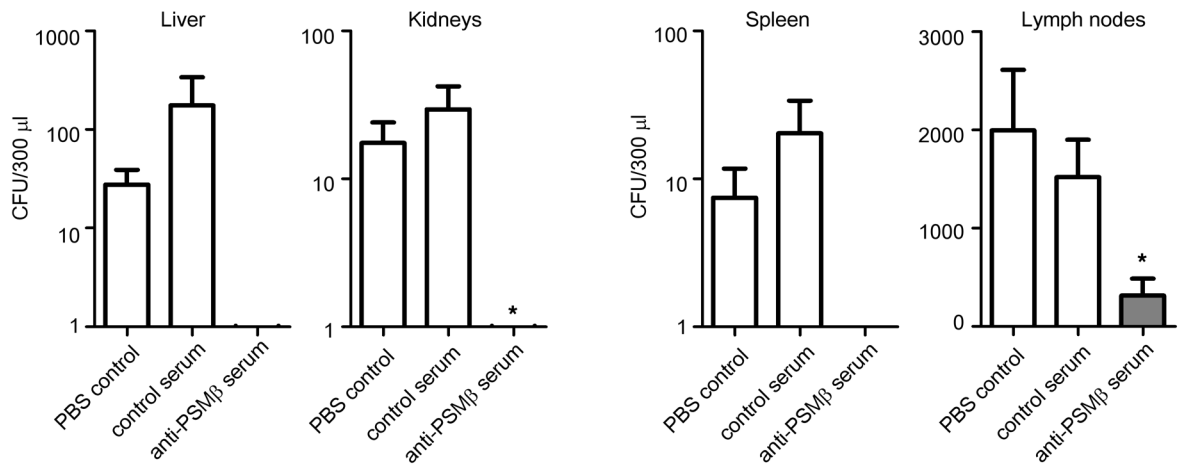 Liver
CFU/300 µl
1000
100
10
1
PBS control
control serum
anti-PSMβ serum
Kidneys
100
10
1
*
PBS control
control serum
anti-PSMβ serum
Spleen
CFU/300 µl
100
10
1
PBS control
control serum
anti-PSMβ serum
Lymph nodes
3000
2000
1000
0
*
PBS control
control serum
anti-PSMβ serum